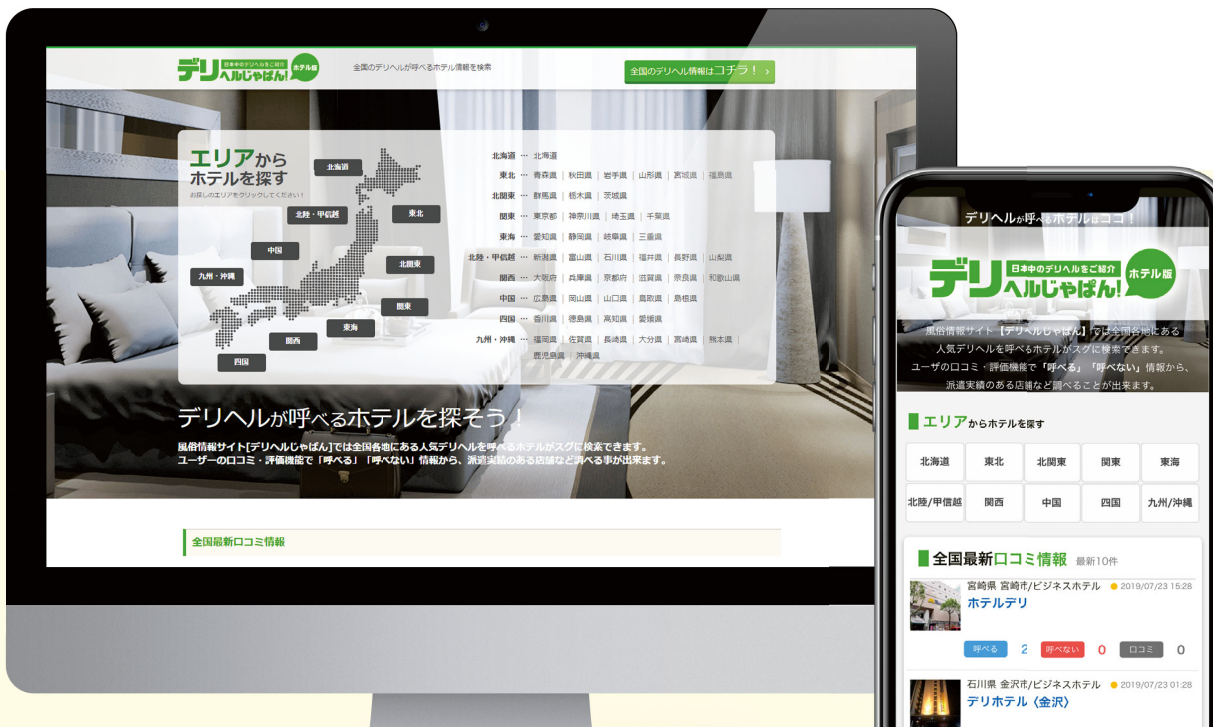 デリヘルじゃぱん!
日本中のデリヘルをご紹介
ホテル版
全国のデリヘルが呼べるホテル情報を検索
全国のデリヘル情報はコチラ!
エリアから
ホテルを探す
お探しのエリアをクリックしてください!
北海道
北陸・甲信越
東北
中国
九州・沖縄
北関東
関東
東海
関西
四国
北海道 … 北海道
東北 … 青森県 | 秋田県 | 岩手県 | 山形県 | 宮城県 | 福島県
北関東 … 群馬県 | 栃木県 | 茨城県
関東 … 東京都 | 神奈川県 | 埼玉県 | 千葉県
東海 … 愛知県 | 静岡県 | 岐阜県 | 三重県
北陸・甲信越 … 新潟県 | 富山県 | 石川県 | 福井県 | 長野県 | 山梨県
関西 … 大阪府 | 兵庫県 | 京都府 | 滋賀県 | 奈良県 | 和歌山県
中国 … 広島県 | 岡山県 | 山口県 | 鳥取県 | 島根県
四国 … 香川県 | 徳島県 | 高知県 | 愛媛県
九州・沖縄 … 福岡県 | 佐賀県 | 長崎県 | 大分県 | 宮崎県 | 熊本県 |
鹿児島県 | 沖縄県
デリヘルが呼べるホテルを探そう!
風俗情報サイト[デリヘルじゃぱん]では全国各地にある人気デリヘルを呼べるホテルがスグに検索できます。
ユーザーの口コミ・評価機能で「呼べる」「呼べない」情報から、派遣実績のある店舗など調べる事が出来ます。
全国最新口コミ情報
デリヘルが呼べるホテルはココ!
デリヘルじゃぱん!
日本中のデリヘルをご紹介
ホテル版
風俗情報サイト【デリヘルじゃぱん】では全国各地にある
人気デリヘルを呼べるホテルがスグに検索できます。
ユーザの口コミ・評価機能で「呼べる」「呼べない」情報から、
派遣実績のある店舗など調べることが出来ます。
エリアからホテルを探す
北海道 東北 北関東 関東 東海
北陸/甲信越 関西 中国 四国 九州/沖縄
全国最新口コミ情報 最新10件
宮崎県 宮崎市/ビジネスホテル 2019/07/23 15:28
ホテルデリ
呼べる 2 呼べない 0 口コミ 0
石川県 金沢市/ビジネスホテル 2019/07/23 01:28
デリホテル〈金沢〉